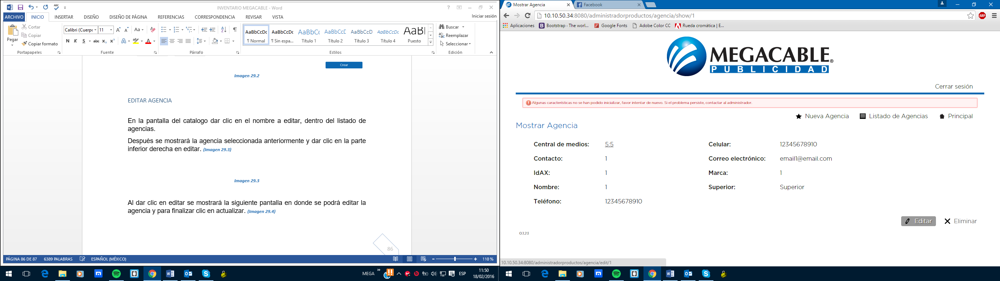 INVENTARIO MEGACABLE - Word
ARCHIVO INICIO INSERTAR DISEÑO DISEÑO DE PÁGINA REFERENCIAS CORRESPONDENCIA REVISAR VISTA Iniciar sesión
Pegar
Cortar
Copiar
Copiar formato
Portapapeles
Calibri (Cuerp 11
N K S abc x₂ x²
Fuente
Párrafo
AaBbCcDc AaBbCcDc AaBbC AaBbCcE AaBbCcD AaBbCcDc AaBl
¶ Normal ¶ Sin espa... Título 1 Título 2 Título 3 Título 4 Puesto
Estilos
Buscar
Reemplazar
Seleccionar
Edición
Crear
Imagen 29.2
EDITAR AGENCIA
En la pantalla del catalogo dar clic en el nombre a editar, dentro del listado de
agencias.
Después se mostrará la agencia seleccionada anteriormente y dar clic en la parte
inferior derecha en editar. (Imagen 29.3)
Imagen 29.3
Al dar clic en editar se mostrará la siguiente pantalla en donde se podrá editar la
agencia y para finalizar clic en actualizar. (Imagen 29.4)
86
PÁGINA 86 DE 87 6389 PALABRAS ESPAÑOL (MÉXICO) 110 %
MEGA » ESP 11:50
18/02/2016
Mostrar Agencia Facebook
10.10.50.34:8080/administradorproductos/agencia/show/1 ABP
Aplicaciones Bootstrap · The worl... Google Fonts Adobe Color CC Rueda cromática | E...
MEGACABLE®
PUBLICIDAD
Cerrar sesión
Algunas características no se han podido inicializar, favor intentar de nuevo. Si el problema persiste, contactar al administrador.
Nueva Agencia Listado de Agencias Principal
Mostrar Agencia
Central de medios: 5:5 Celular: 12345678910
Contacto: 1 Correo electrónico: email1@email.com
IdAX: 1 Marca: 1
Nombre: 1 Superior: Superior
Teléfono: 12345678910
Editar Eliminar
0.1.23
10.10.50.34:8080/administradorproductos/agencia/edit/1